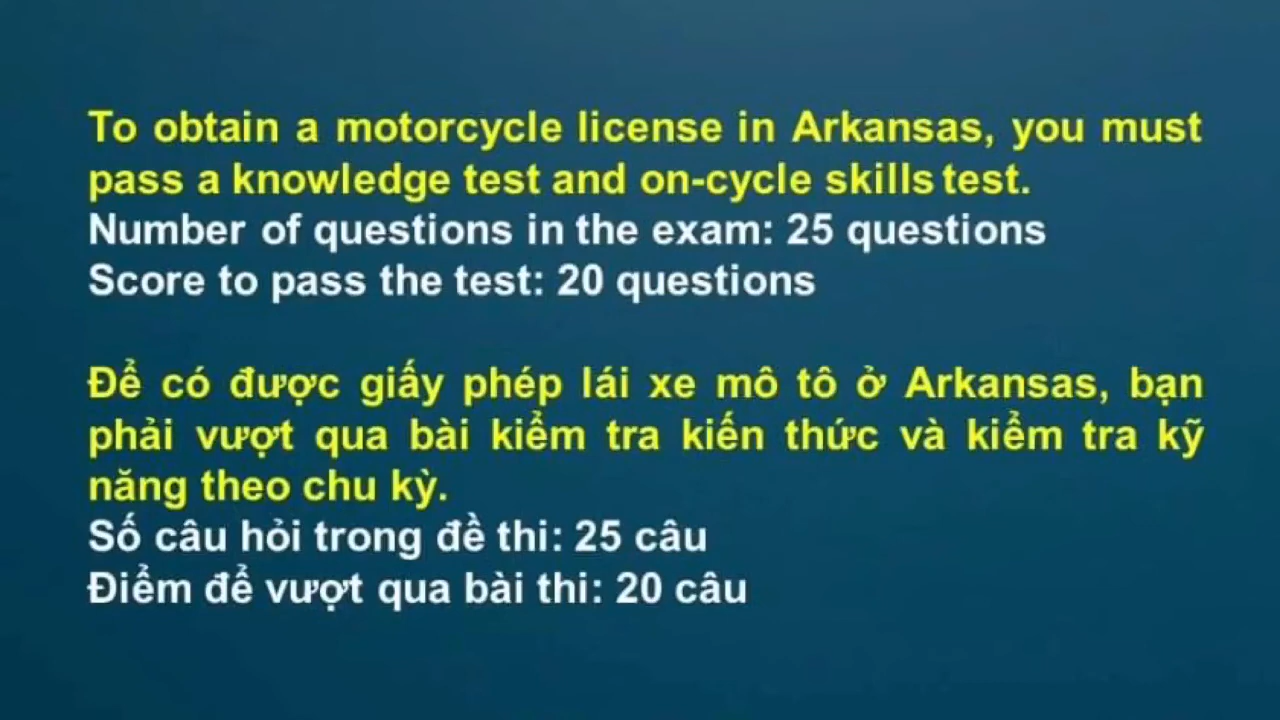 To obtain a motorcycle license in Arkansas, you must
pass a knowledge test and on-cycle skills test.
Number of questions in the exam: 25 questions
Score to pass the test: 20 questions
Để có được giấy phép lái xe mô tô ở Arkansas, bạn
phải vượt qua bài kiểm tra kiến thức và kiểm tra kỹ
năng theo chu kỳ.
Số câu hỏi trong đề thi: 25 câu
Điểm để vượt qua bài thi: 20 câu